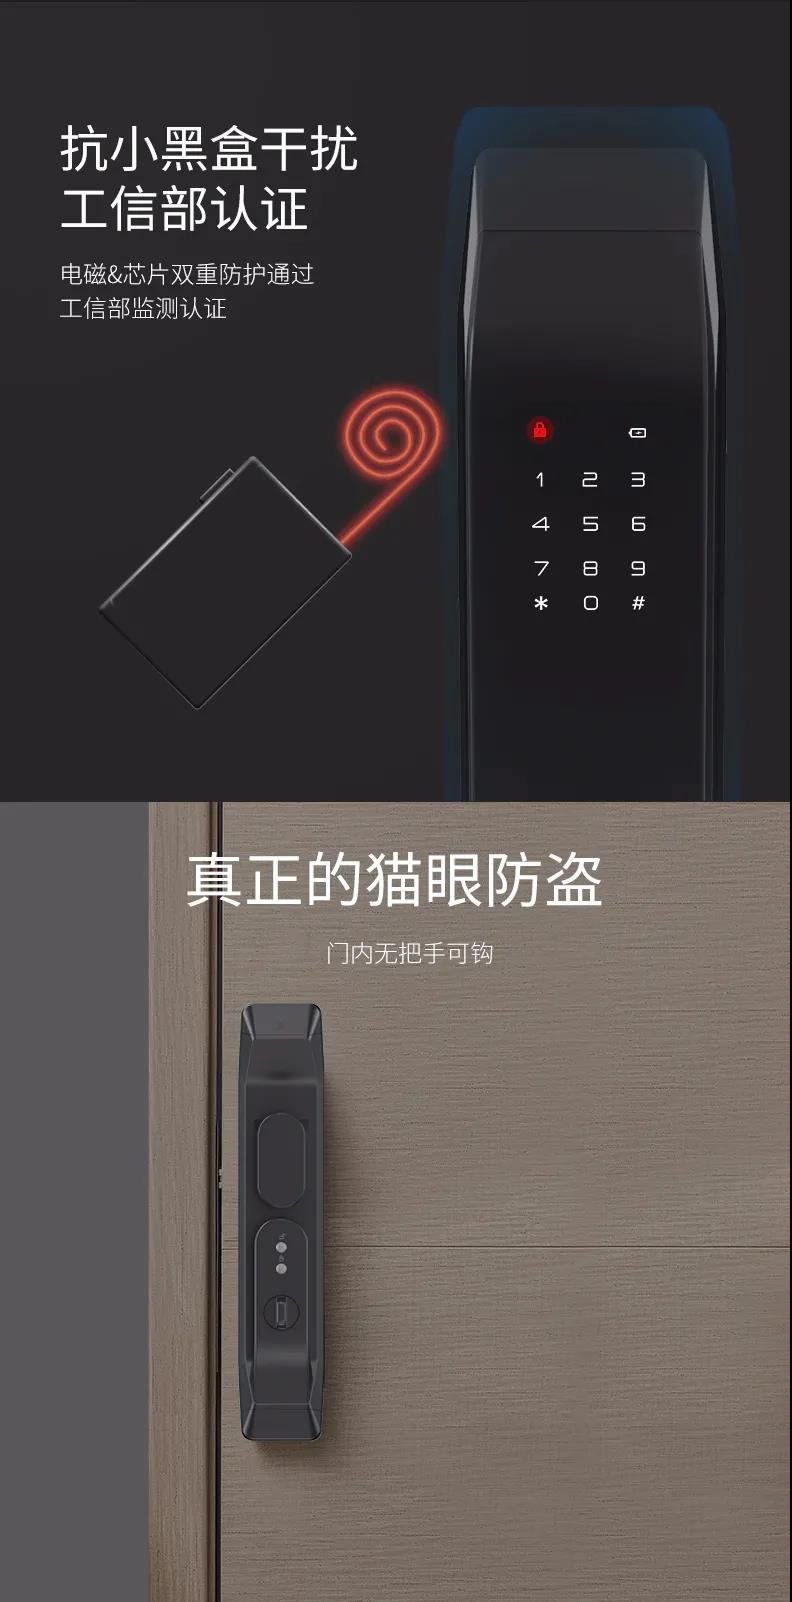 抗小黑盒干扰
工信部认证
电磁&芯片双重防护通过
工信部监测认证
1 2 3
4 5 6
7 8 9
* 0 #
真正的猫眼防盗
门内无把手可钩